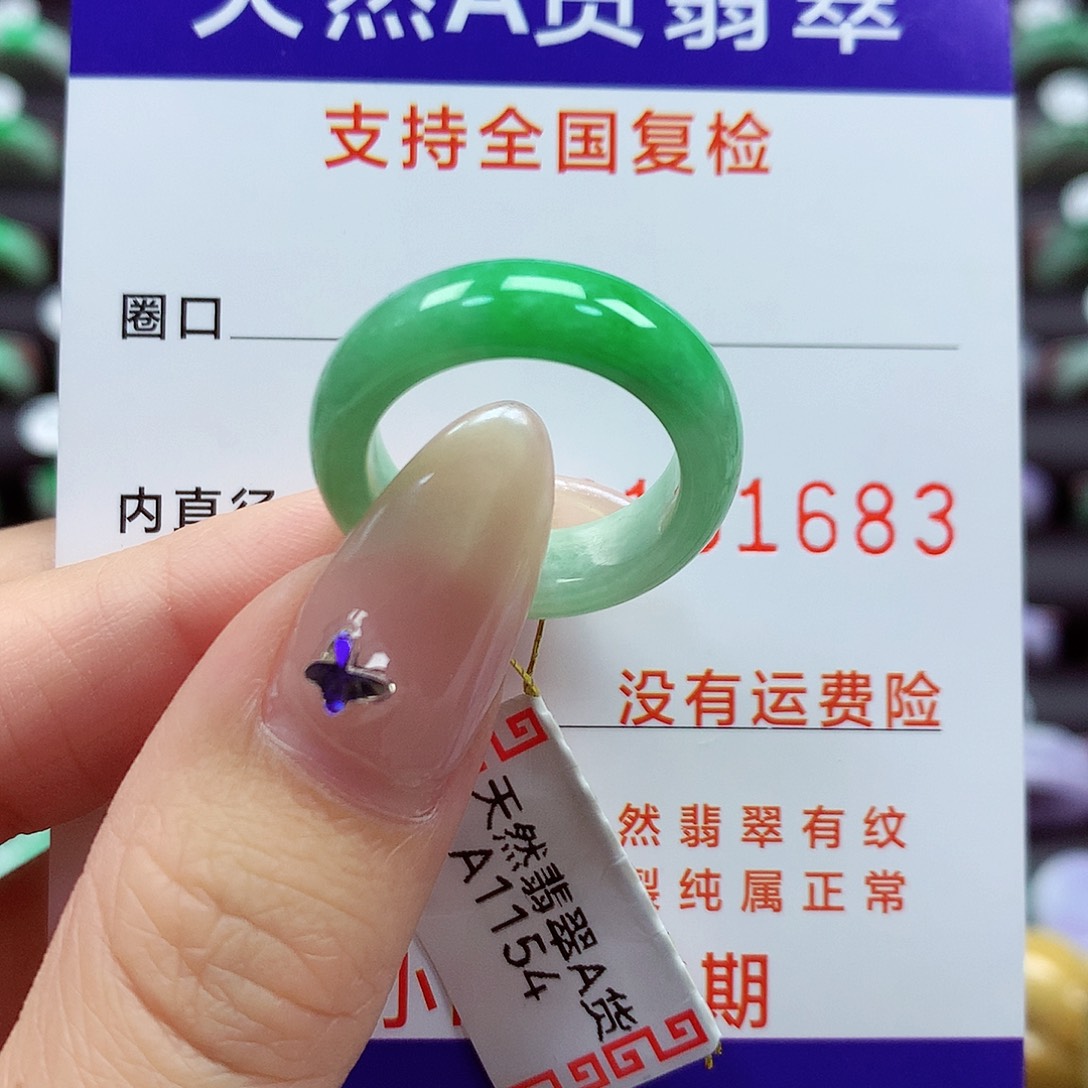 天然A货翡翠
支持全国复检
圈口
内直径
1683
没有运费险
然翡翠有纹
裂纯属正常
小
期
天然翡翠A货
A1154